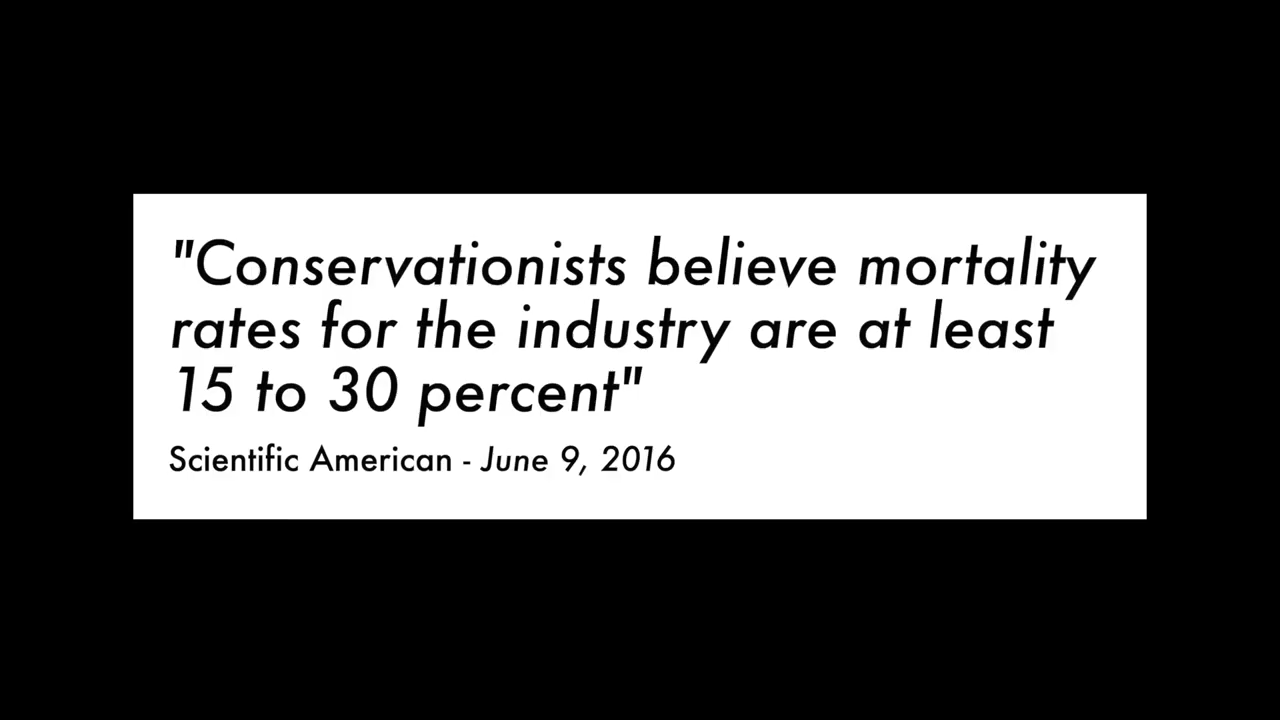 "Conservationists believe mortality
rates for the industry are at least
15 to 30 percent"
Scientific American - June 9, 2016